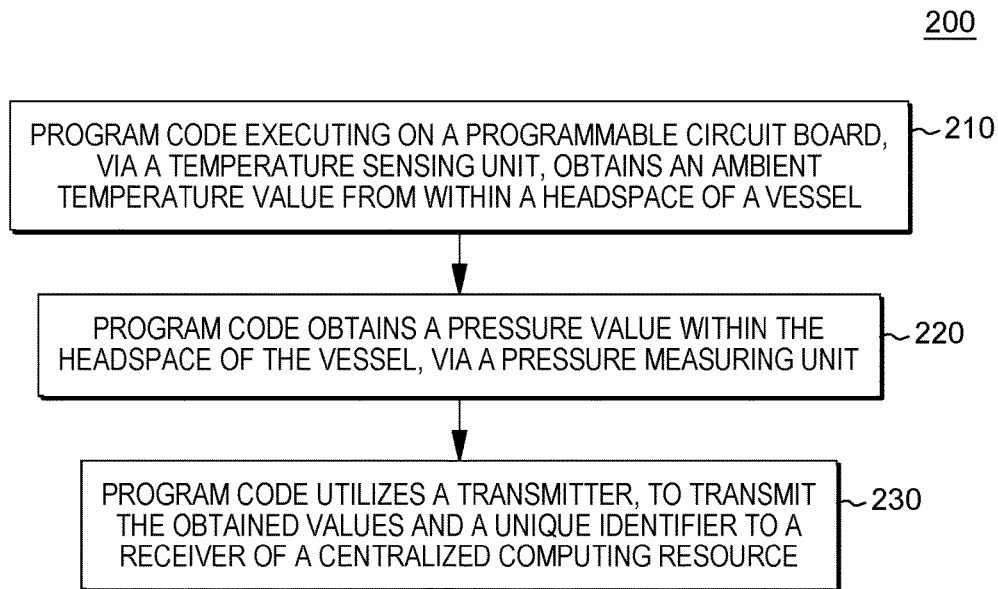 200
PROGRAM CODE EXECUTING ON A PROGRAMMABLE CIRCUIT BOARD,
VIA A TEMPERATURE SENSING UNIT, OBTAINS AN AMBIENT
TEMPERATURE VALUE FROM WITHIN A HEADSPACE OF A VESSEL
210
PROGRAM CODE OBTAINS A PRESSURE VALUE WITHIN THE
HEADSPACE OF THE VESSEL, VIA A PRESSURE MEASURING UNIT
220
PROGRAM CODE UTILIZES A TRANSMITTER, TO TRANSMIT
THE OBTAINED VALUES AND A UNIQUE IDENTIFIER TO A
RECEIVER OF A CENTRALIZED COMPUTING RESOURCE
230